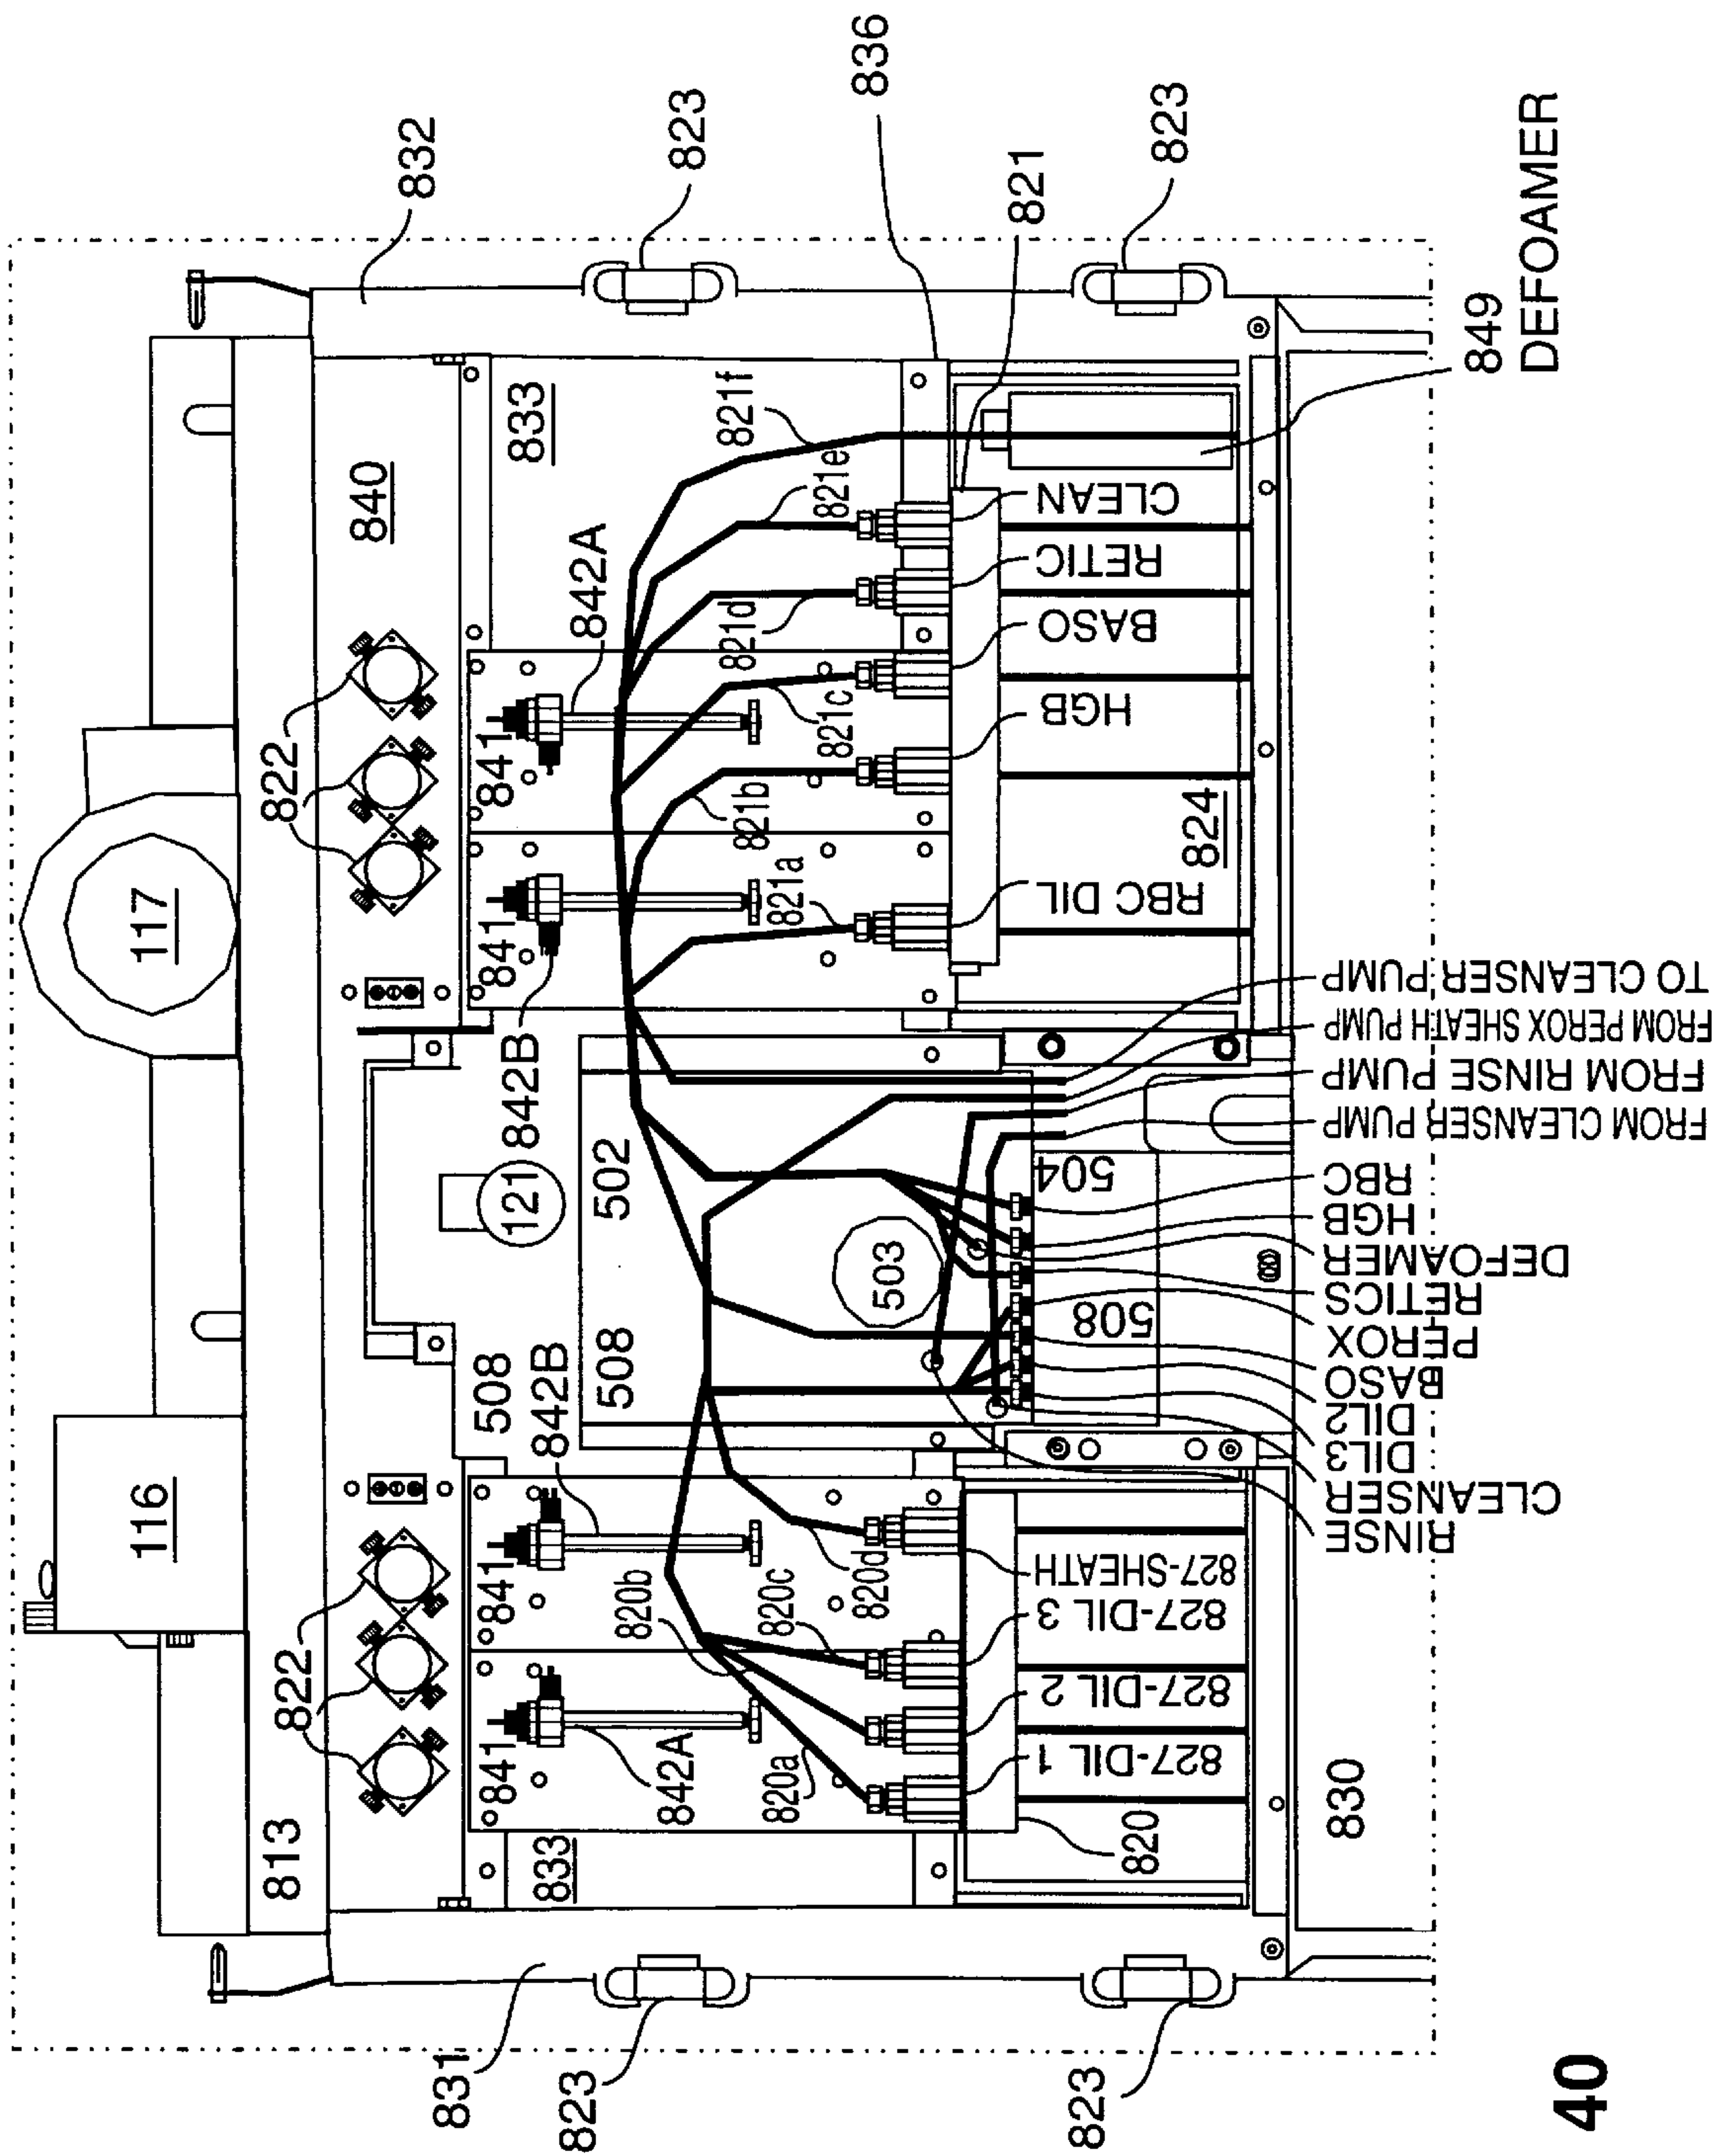 832
823
836
823
821
849
DEFOAMER
833
821f
840
821e
842A
821d
821c
821b
821a
822
841
841
117
842B
CLEAN
RETIC
BASO
HGB
RBC DIL
824
TO CLEANSER PUMP
FROM PEROX SHEATH PUMP
FROM RINSE PUMP
FROM CLEANSER PUMP
121
502
503
504
508
508
508
RBC
HGB
DEFOAMER
RETICS
PEROX
BASO
DIL2
DIL3
CLEANSER
RINSE
842B
116
822
841
841
842A
820b
820c
820d
820a
827-SHEATH
827-DIL 3
827-DIL 2
827-DIL 1
820
813
833
830
831
823
823
40